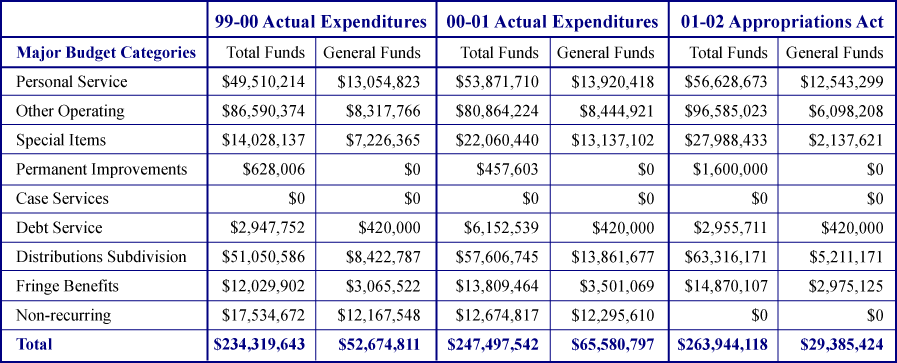 99-00 Actual Expenditures 00-01 Actual Expenditures 01-02 Appropriations Act
Major Budget Categories Total Funds General Funds Total Funds General Funds Total Funds General Funds
Personal Service $49,510,214 $13,054,823 $53,871,710 $13,920,418 $56,628,673 $12,543,299
Other Operating $86,590,374 $8,317,766 $80,864,224 $8,444,921 $96,585,023 $6,098,208
Special Items $14,028,137 $7,226,365 $22,060,440 $13,137,102 $27,988,433 $2,137,621
Permanent Improvements $628,006 $0 $457,603 $0 $1,600,000 $0
Case Services $0 $0 $0 $0 $0 $0
Debt Service $2,947,752 $420,000 $6,152,539 $420,000 $2,955,711 $420,000
Distributions Subdivision $51,050,586 $8,422,787 $57,606,745 $13,861,677 $63,316,171 $5,211,171
Fringe Benefits $12,029,902 $3,065,522 $13,809,464 $3,501,069 $14,870,107 $2,975,125
Non-recurring $17,534,672 $12,167,548 $12,674,817 $12,295,610 $0 $0
Total $234,319,643 $52,674,811 $247,497,542 $65,580,797 $263,944,118 $29,385,424